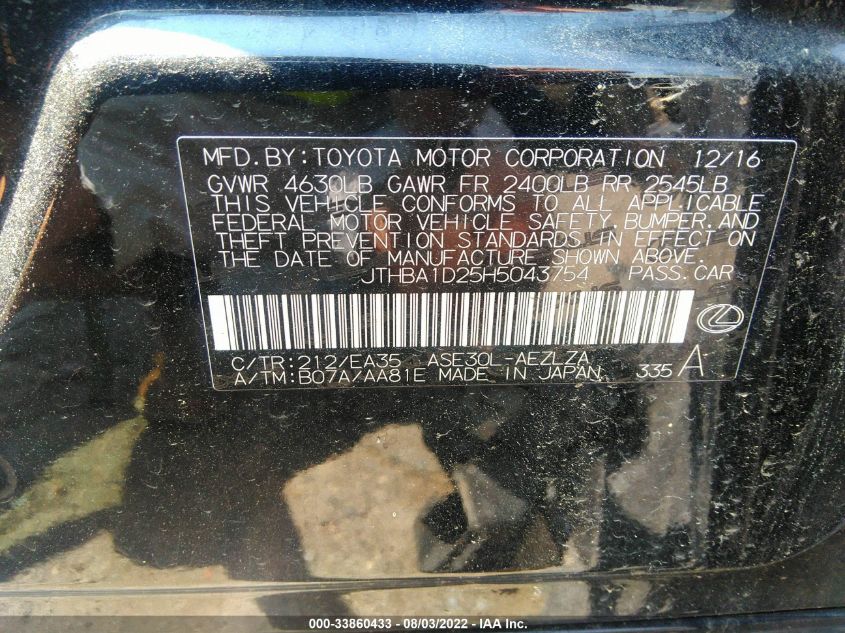 MFD.BY:TOYOTA MOTOR CORPORATION 12/16
GVWR 4630LB GAWR FR 2400LB RR 2545LB
THIS VEHICLE CONFORMS TO ALL APPLICABLE
FEDERAL MOTOR VEHICLE SAFETY, BUMPER, AND
THEFT PREVENTION STANDARDS IN EFFECT ON
THE DATE OF MANUFACTURE SHOWN ABOVE.
JTHBA1D25H5043754 PASS.CAR
C/TR:212/EA35 ASE30L-AEZLZA
A/TM:B07A/AA81E MADE IN JAPAN. 335 A
000-33860433 - 08/03/2022 - IAA Inc.